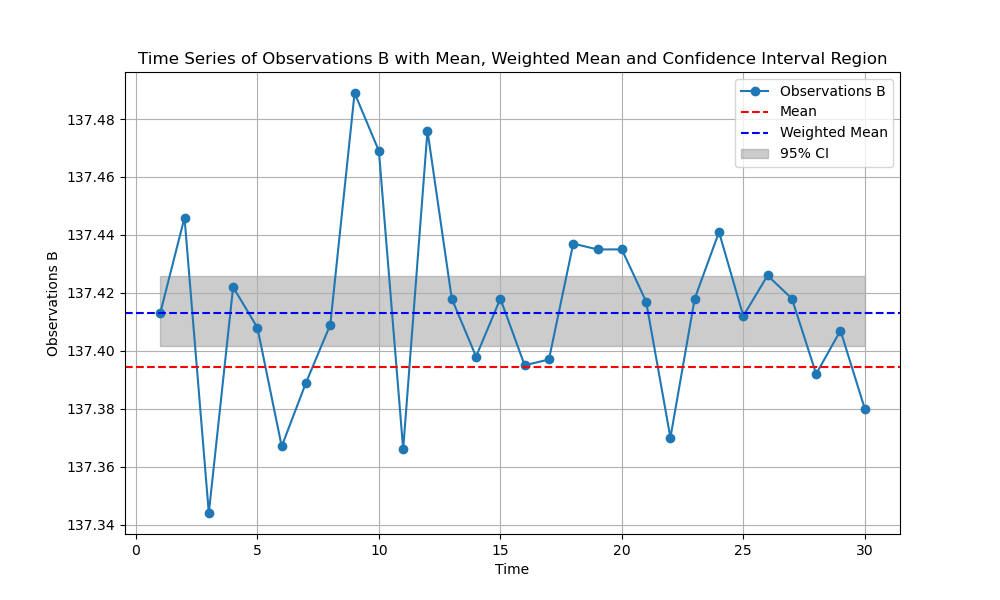 Time Series of Observations B with Mean, Weighted Mean and Confidence Interval Region
Observations B
Mean
Weighted Mean
95% CI
137.48
137.46
137.44
137.42
137.40
137.38
137.36
137.34
Observations B
0 5 10 15 20 25 30
Time